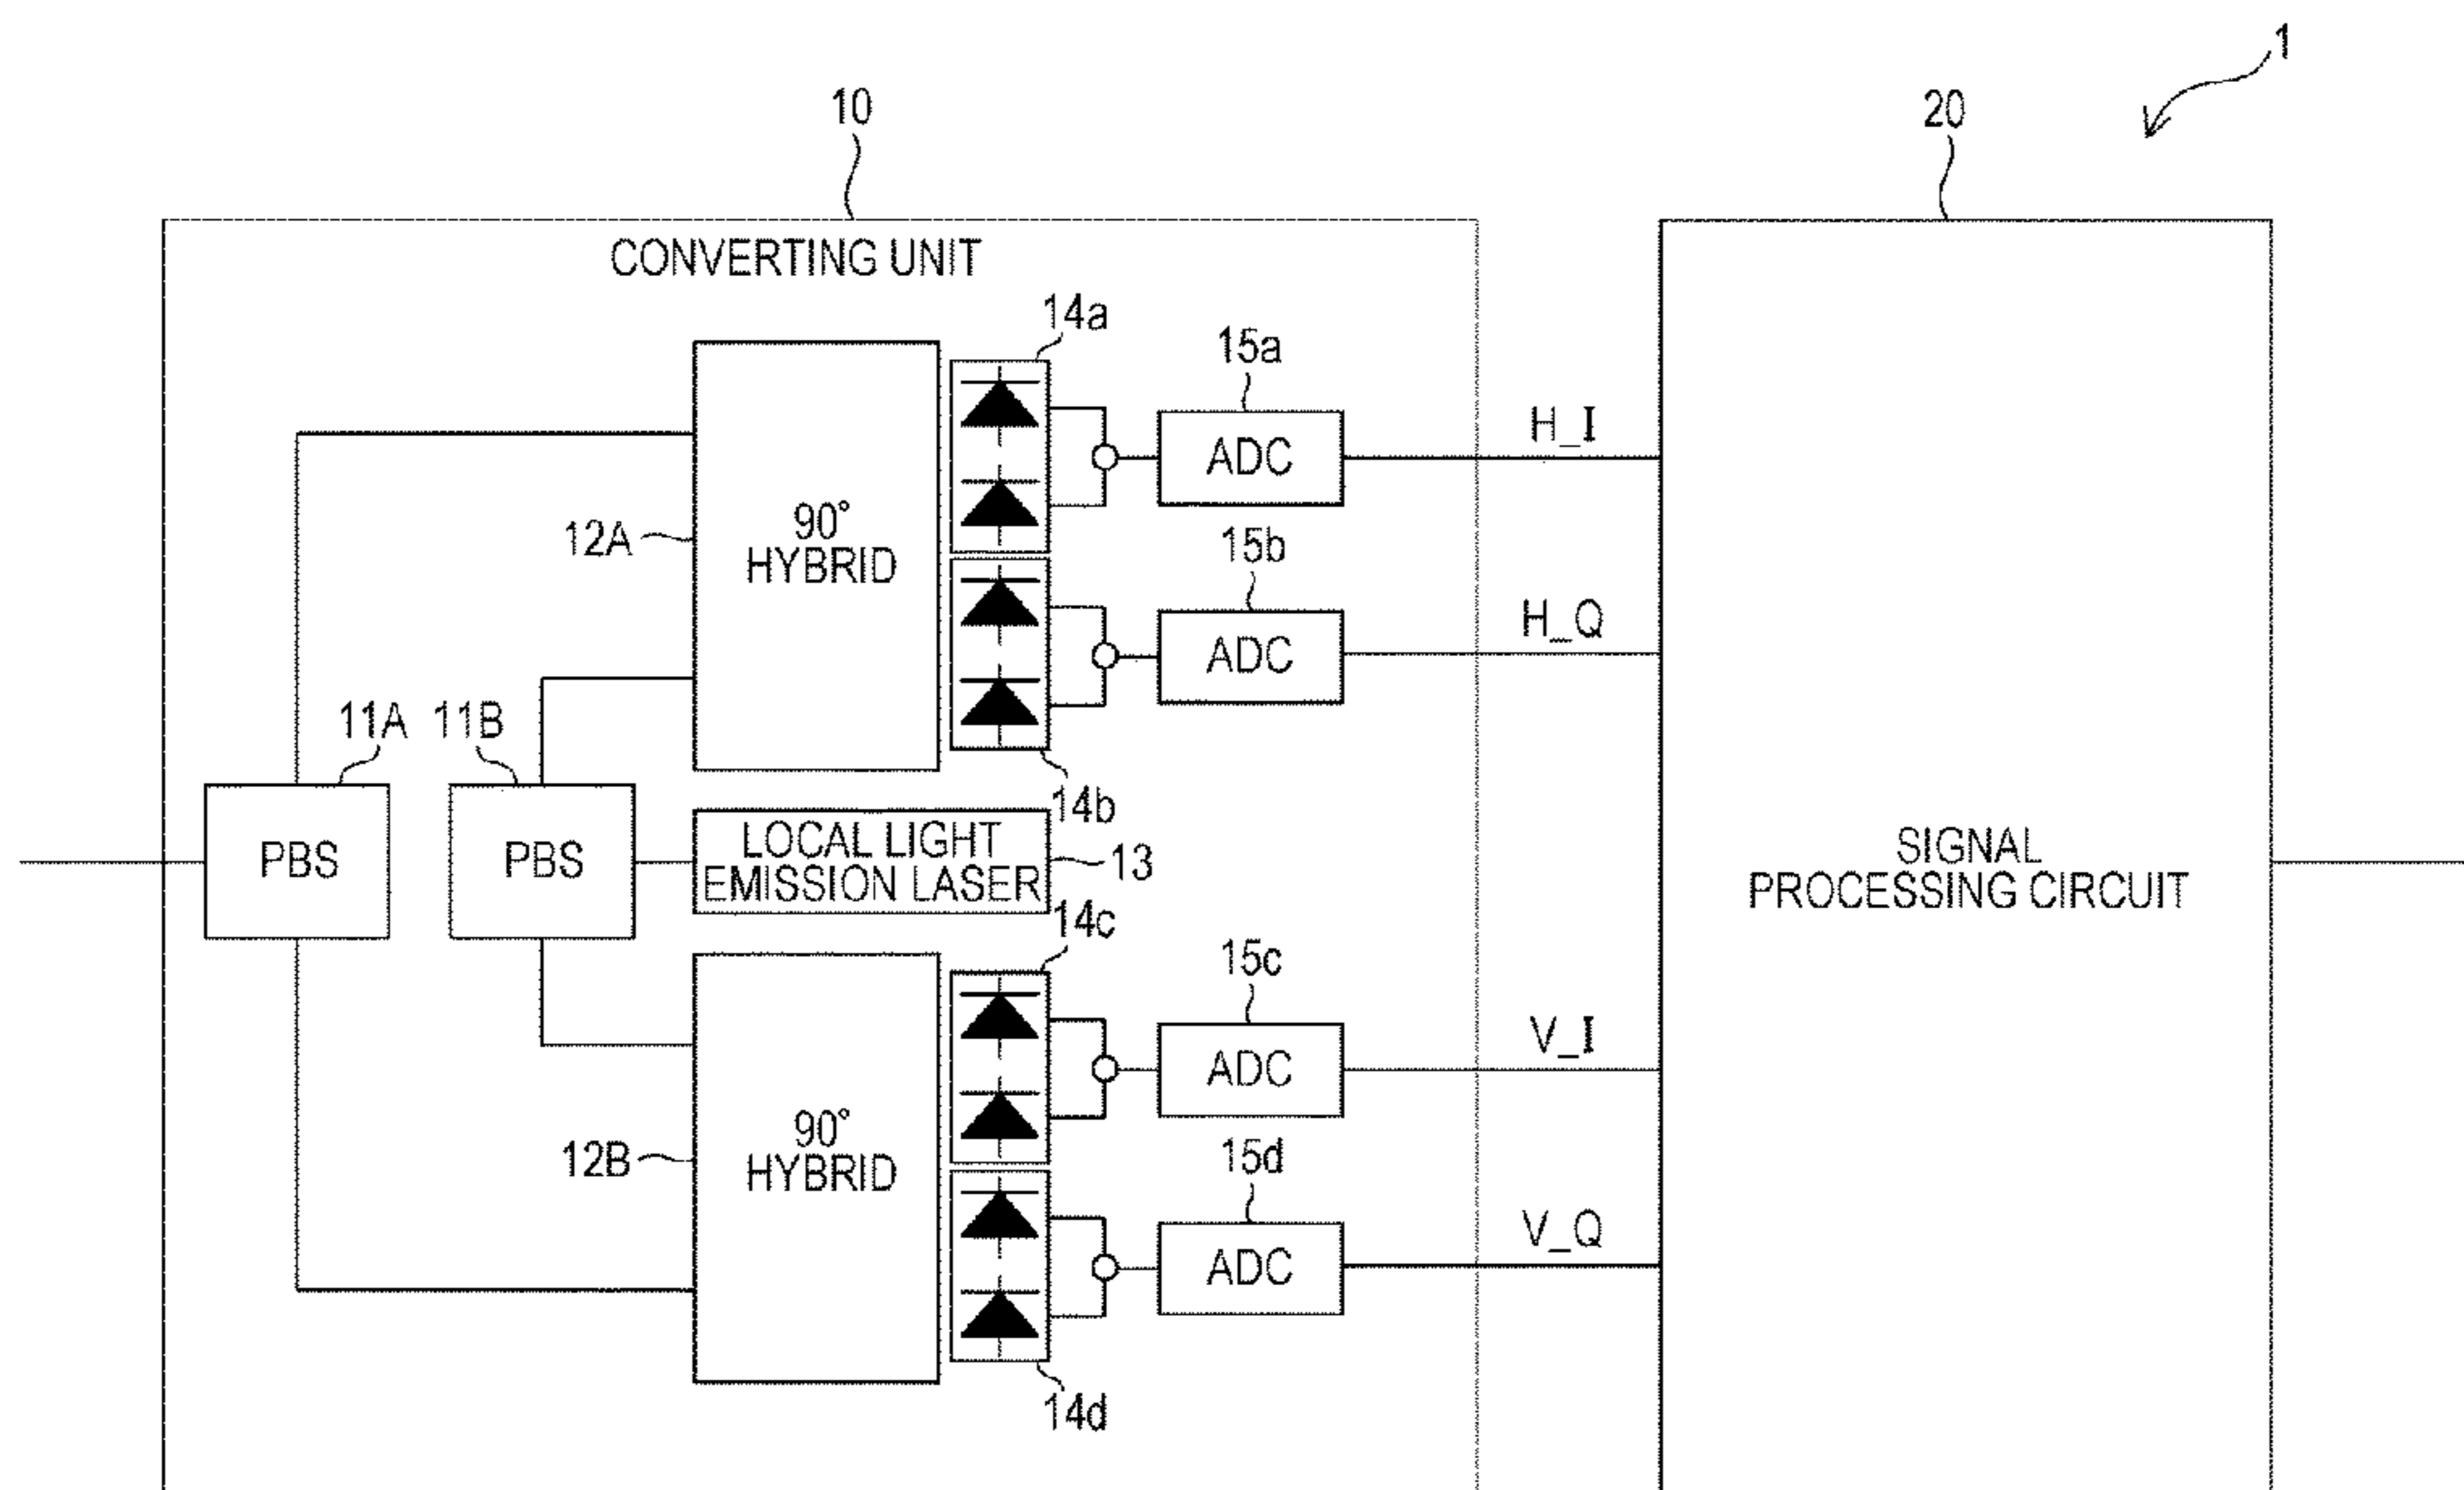 1
10
20
CONVERTING UNIT
14a
15a
H_I
ADC
90°
HYBRID
12A
15b
H_Q
ADC
11A
11B
14b
PBS
PBS
LOCAL LIGHT
EMISSION LASER
13
SIGNAL
PROCESSING CIRCUIT
14c
15c
V_I
ADC
90°
HYBRID
12B
15d
V_Q
ADC
14d